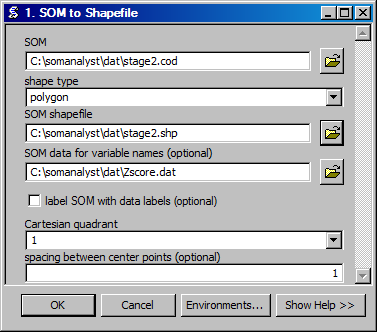 1. SOM to Shapefile
SOM
C:\somanalyst\dat\stage2.cod
shape type
polygon
SOM shapefile
C:\somanalyst\dat\stage2.shp
SOM data for variable names (optional)
C:\somanalyst\dat\Zscore.dat
label SOM with data labels (optional)
Cartesian quadrant
1
spacing between center points (optional)
1
OK Cancel Environments... Show Help >>